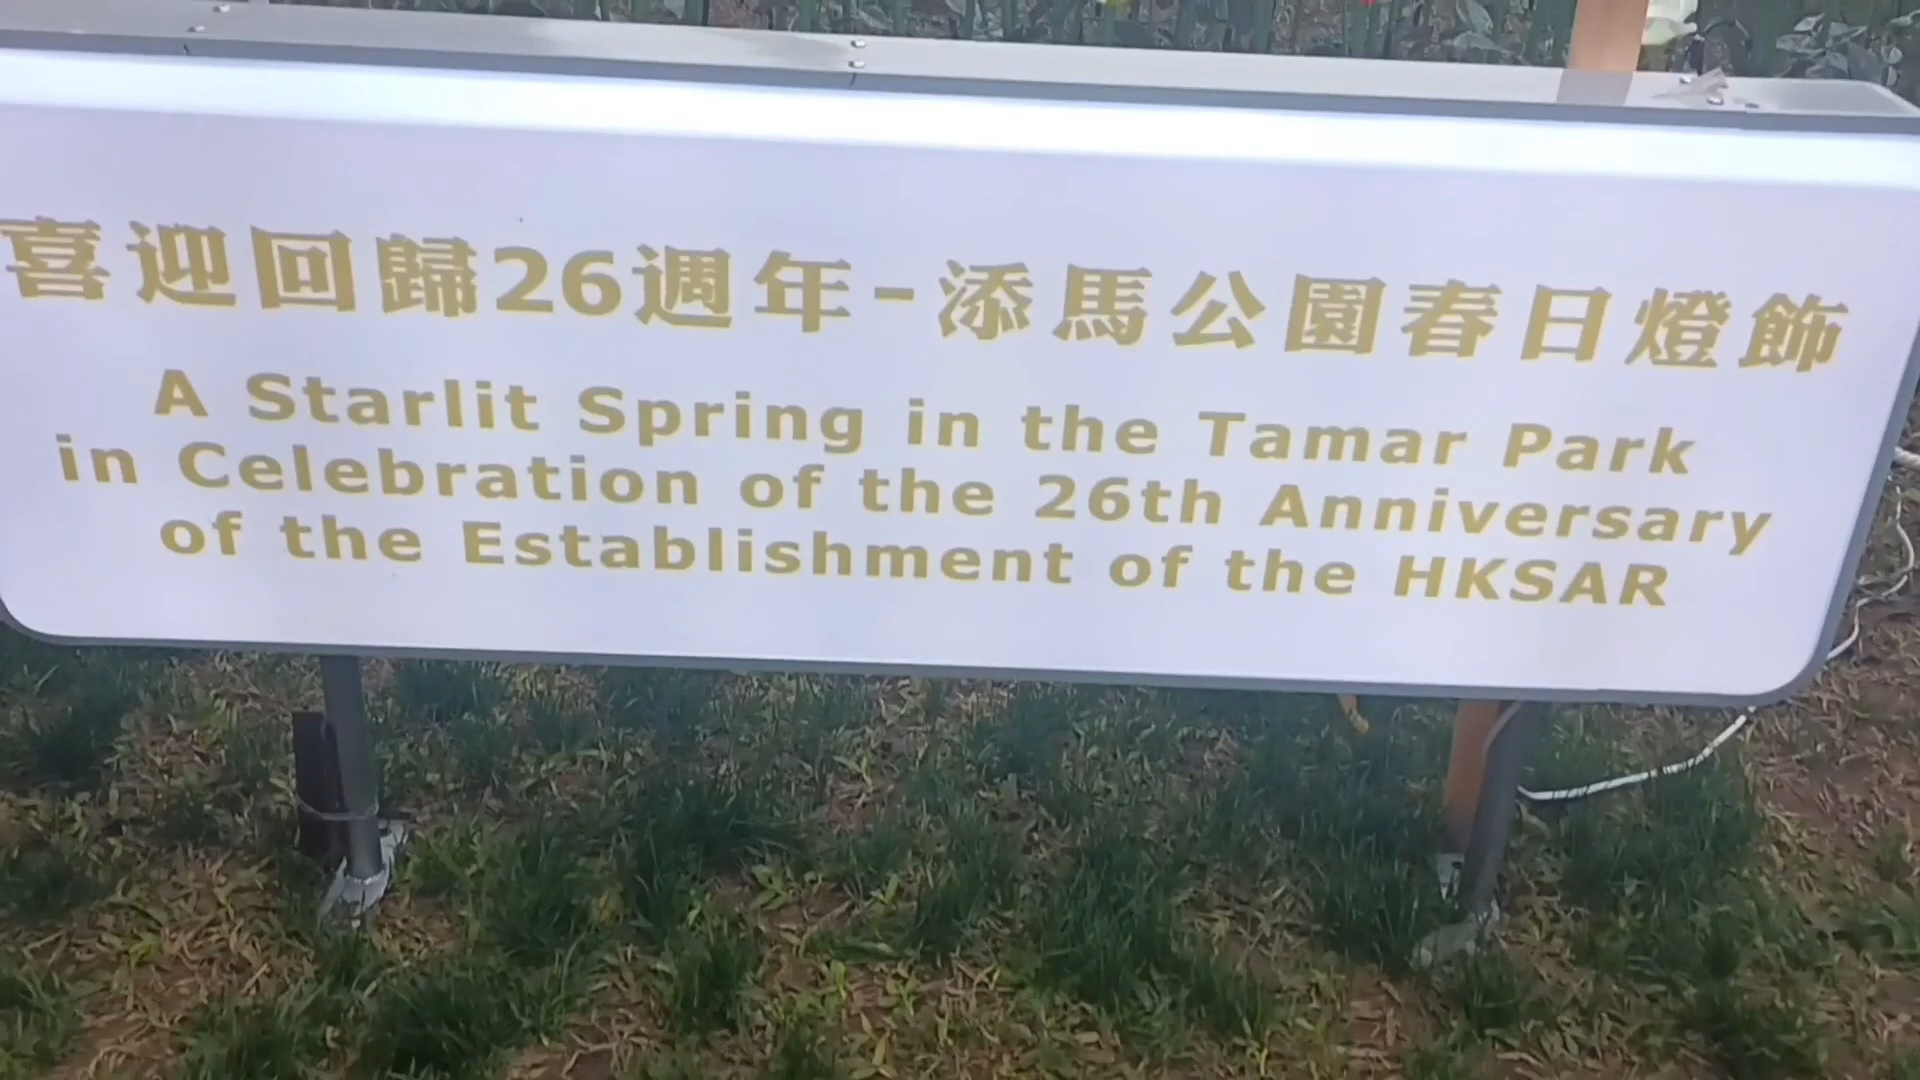 喜迎回歸26週年-添馬公園春日燈飾
A Starlit Spring in the Tamar Park
in Celebration of the 26th Anniversary
of the Establishment of the HKSAR